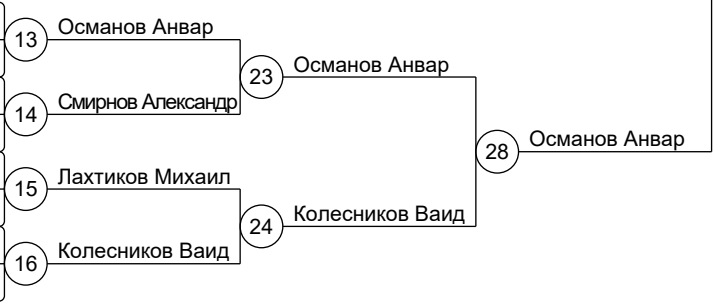 13
Османов Анвар
23
Османов Анвар
14
Смирнов Александр
28
Османов Анвар
15
Лахтиков Михаил
24
Колесников Ваид
16
Колесников Ваид